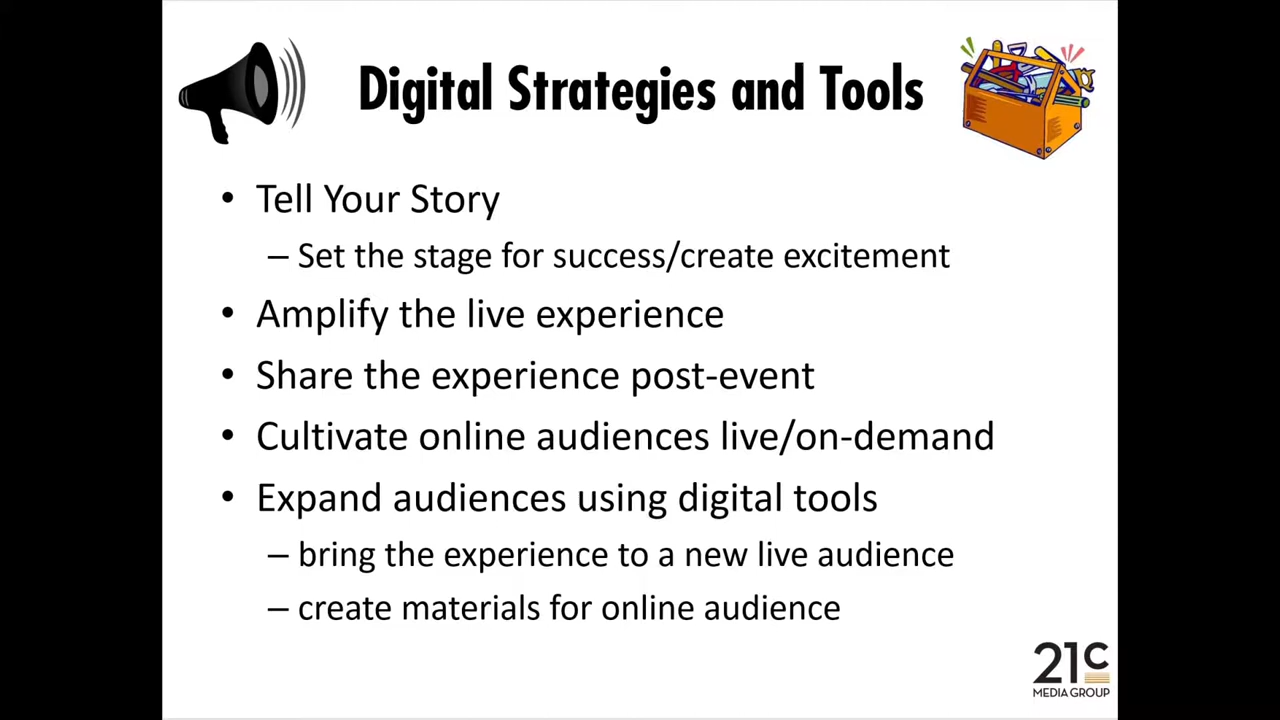 Digital Strategies and Tools
• Tell Your Story
– Set the stage for success/create excitement
• Amplify the live experience
• Share the experience post-event
• Cultivate online audiences live/on-demand
• Expand audiences using digital tools
– bring the experience to a new live audience
– create materials for online audience
21C
MEDIA GROUP